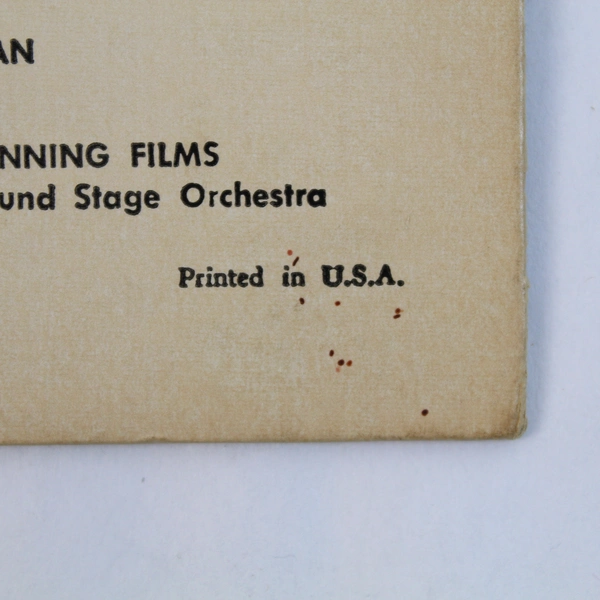 AN
NNING FILMS
und Stage Orchestra
Printed in U.S.A.